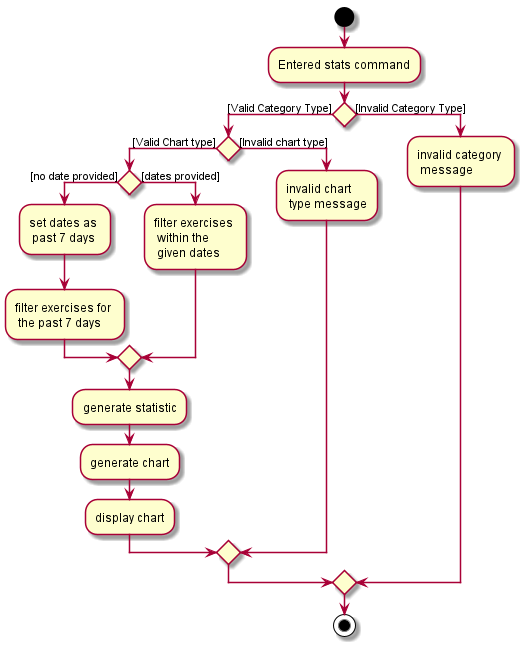 Entered stats command
[Valid Category Type]
[Invalid Category Type]
[Valid Chart type]
[Invalid chart type]
invalid category
message
[no date provided]
[dates provided]
invalid chart
type message
set dates as
past 7 days
filter exercises
within the
given dates
filter exercises for
the past 7 days
generate statistic
generate chart
display chart